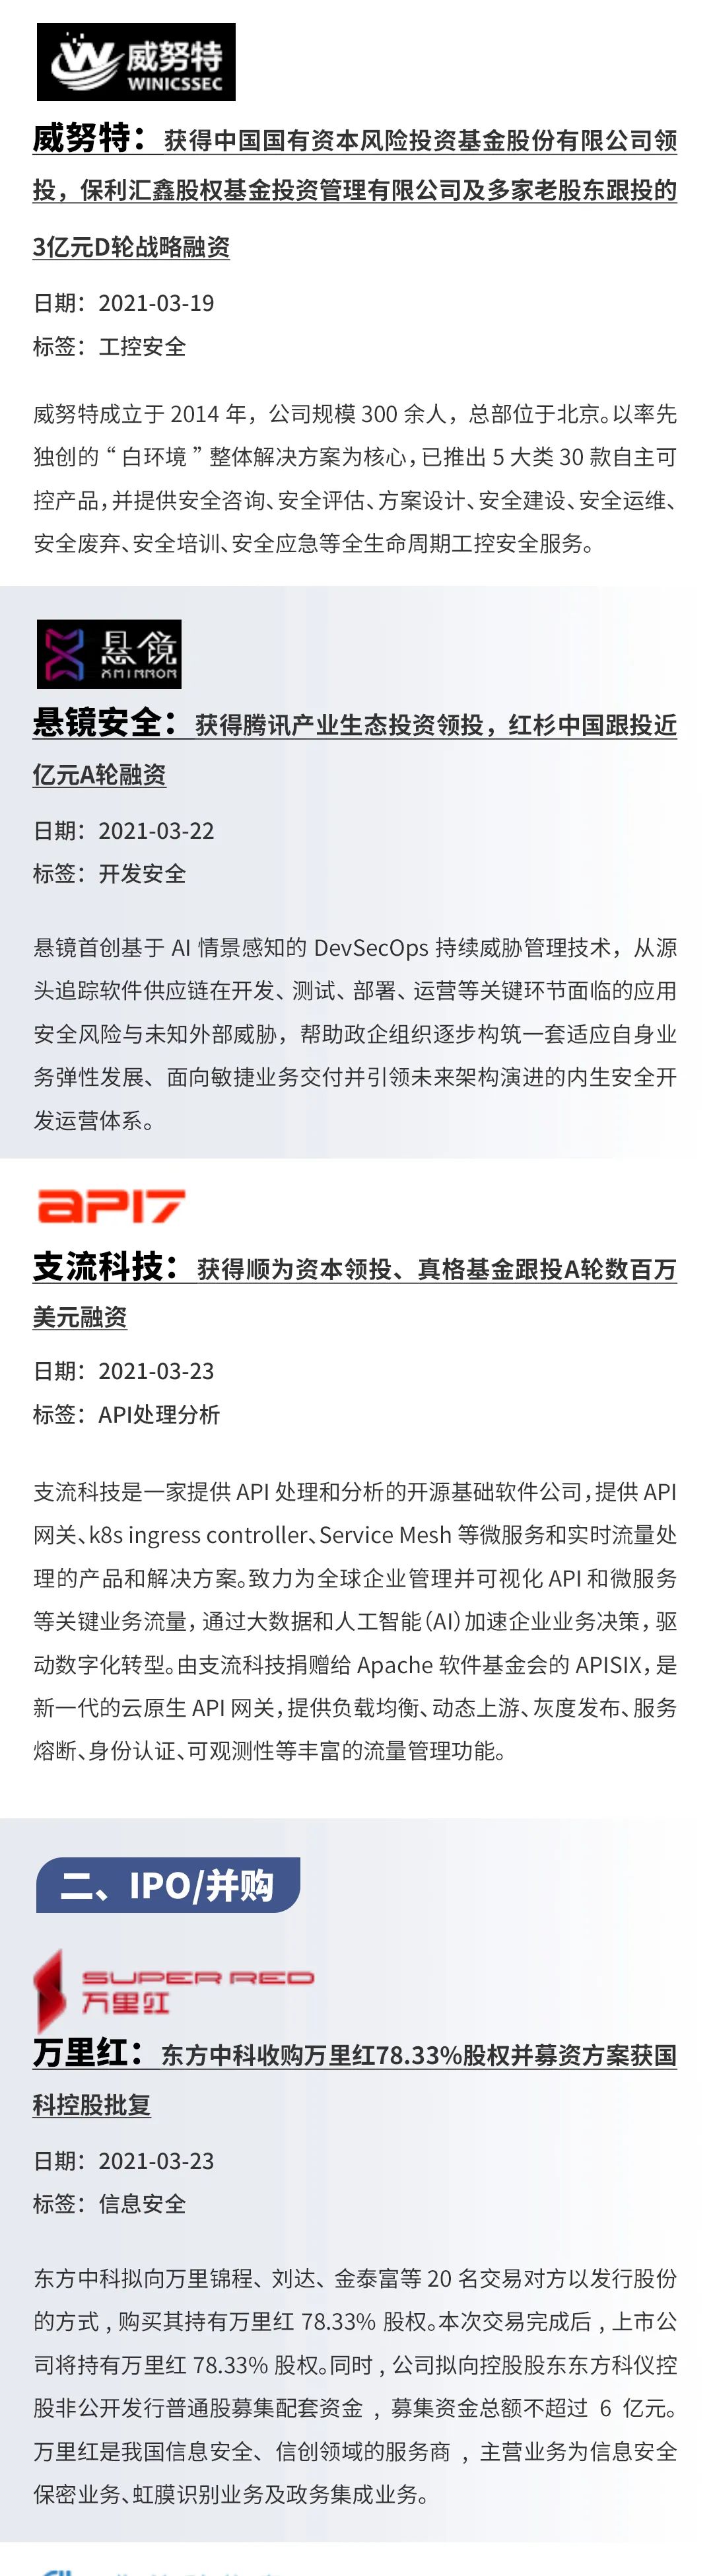 威努特
WINICSSEC
威努特：获得中国国有资本风险投资基金股份有限公司领
投，保利汇鑫股权基金投资管理有限公司及多家老股东跟投的
3亿元D轮战略融资
日期：2021-03-19
标签：工控安全
威努特成立于 2014 年，公司规模 300 余人，总部位于北京。以率先
独创的“白环境”整体解决方案为核心，已推出 5 大类 30 款自主可
控产品，并提供安全咨询、安全评估、方案设计、安全建设、安全运维、
安全废弃、安全培训、安全应急等全生命周期工控安全服务。
悬镜
XMIRROR
悬镜安全：获得腾讯产业生态投资领投，红杉中国跟投近
亿元A轮融资
日期：2021-03-22
标签：开发安全
悬镜首创基于 AI 情景感知的 DevSecOps 持续威胁管理技术，从源
头追踪软件供应链在开发、测试、部署、运营等关键环节面临的应用
安全风险与未知外部威胁，帮助政企组织逐步构筑一套适应自身业
务弹性发展、面向敏捷业务交付并引领未来架构演进的内生安全开
发运营体系。
API7
支流科技：获得顺为资本领投、真格基金跟投A轮数百万
美元融资
日期：2021-03-23
标签：API处理分析
支流科技是一家提供 API 处理和分析的开源基础软件公司，提供 API
网关、k8s ingress controller、Service Mesh 等微服务和实时流量处
理的产品和解决方案。致力为全球企业管理并可视化 API 和微服务
等关键业务流量，通过大数据和人工智能（AI）加速企业业务决策，驱
动数字化转型。由支流科技捐赠给 Apache 软件基金会的 APISIX，是
新一代的云原生 API 网关，提供负载均衡、动态上游、灰度发布、服务
熔断、身份认证、可观测性等丰富的流量管理功能。
二、IPO/并购
SUPER RED
万里红
万里红：东方中科收购万里红78.33%股权并募资方案获国
科控股批复
日期：2021-03-23
标签：信息安全
东方中科拟向万里锦程、刘达、金泰富等 20 名交易对方以发行股份
的方式，购买其持有万里红 78.33% 股权。本次交易完成后，上市公
司将持有万里红 78.33% 股权。同时，公司拟向控股股东东方科仪控
股非公开发行普通股募集配套资金，募集资金总额不超过 6 亿元。
万里红是我国信息安全、信创领域的服务商，主营业务为信息安全
保密业务、虹膜识别业务及政务集成业务。